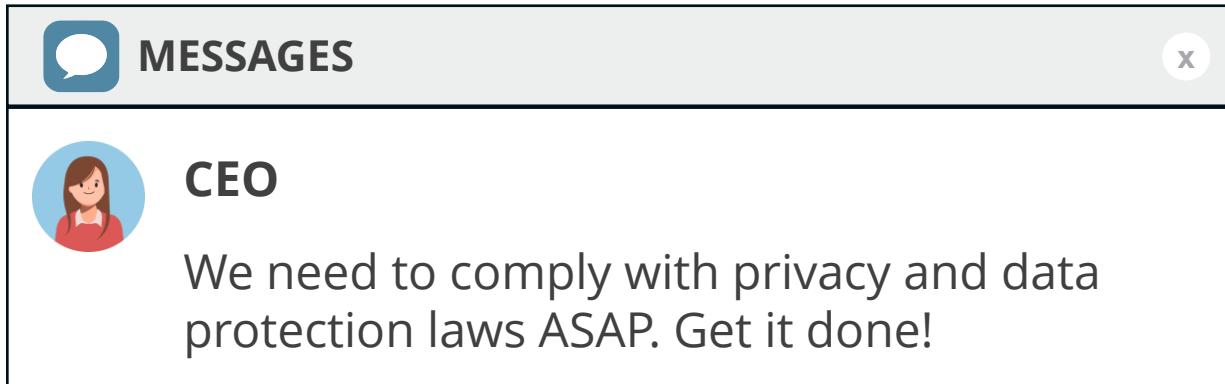 MESSAGES
x
CEO
We need to comply with privacy and data
protection laws ASAP. Get it done!